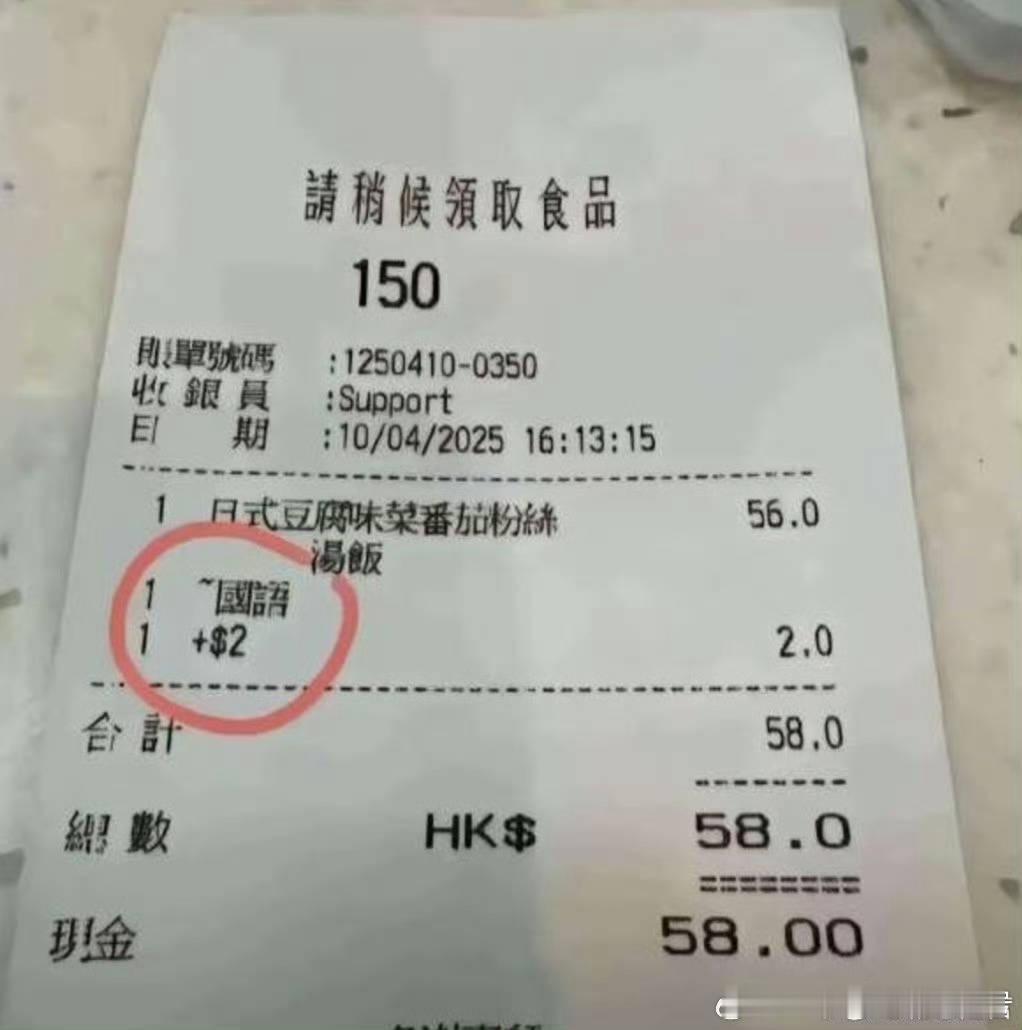 請稍候領取食品
150
賬單號碼 :1250410-0350
收銀員 :Support
日期 :10/04/2025 16:13:15
1 日式豆腐味菜番茄粉絲 56.0
湯飯
1 ~國語
1 +$2 2.0
合計 58.0
總數 HK$ 58.0
現金 58.00